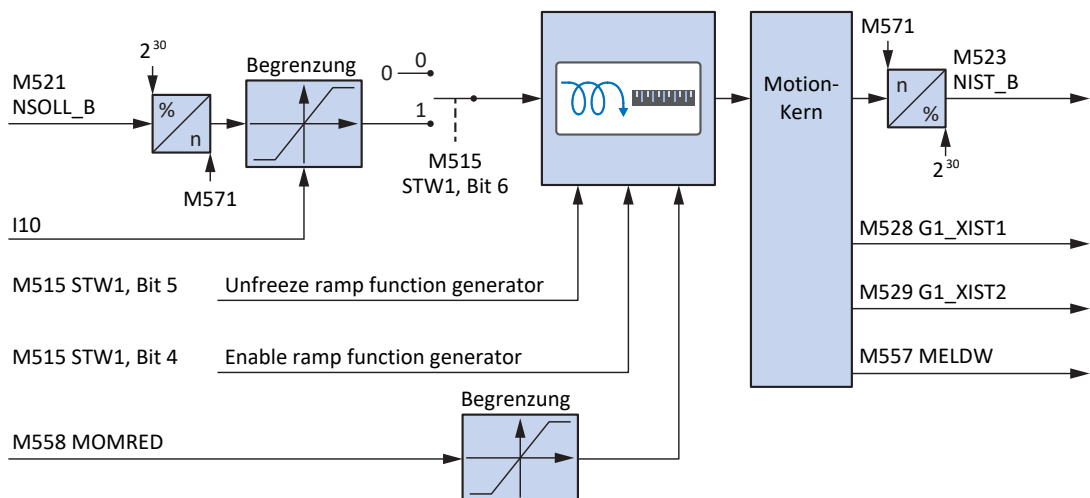 2³⁰
M521
NSOLL_B
%
n
M571
Begrenzung
0
0
1
M515
STW1, Bit 6
Motion-
Kern
M571
n
%
2³⁰
M523
NIST_B
I10
M528 G1_XIST1
M515 STW1, Bit 5
Unfreeze ramp function generator
M529 G1_XIST2
M515 STW1, Bit 4
Enable ramp function generator
M557 MELDW
Begrenzung
M558 MOMRED